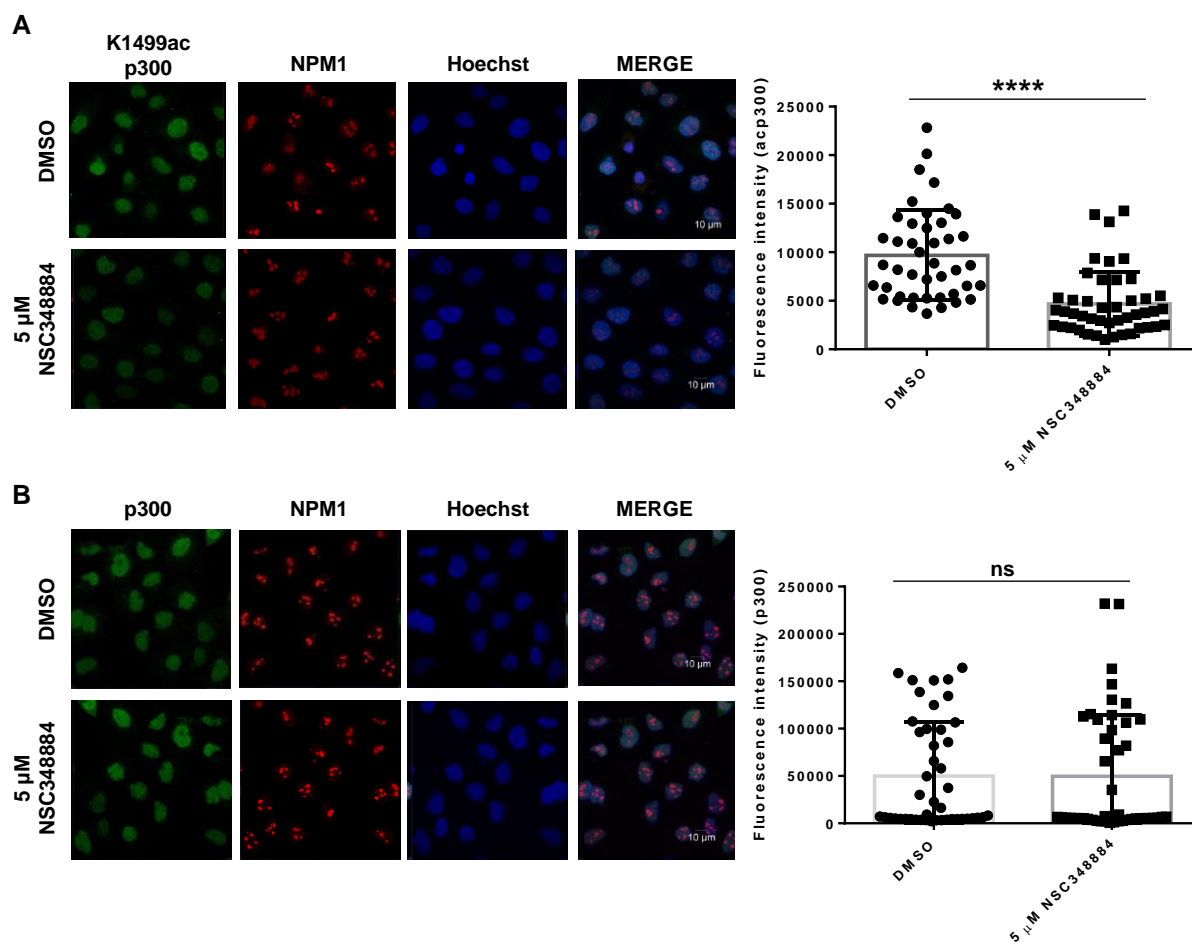 A
K1499ac
p300
NPM1
Hoechst
MERGE
DMSO
10 µm
5 µM
NSC348884
10 µm
****
Fluorescence intensity (acp300)
25000
20000
15000
10000
5000
0
DMSO
5 µM NSC348884
B
p300
NPM1
Hoechst
MERGE
DMSO
10 µm
5 µM
NSC348884
10 µm
ns
Fluorescence intensity (p300)
250000
200000
150000
100000
50000
0
DMSO
5 µM NSC348884